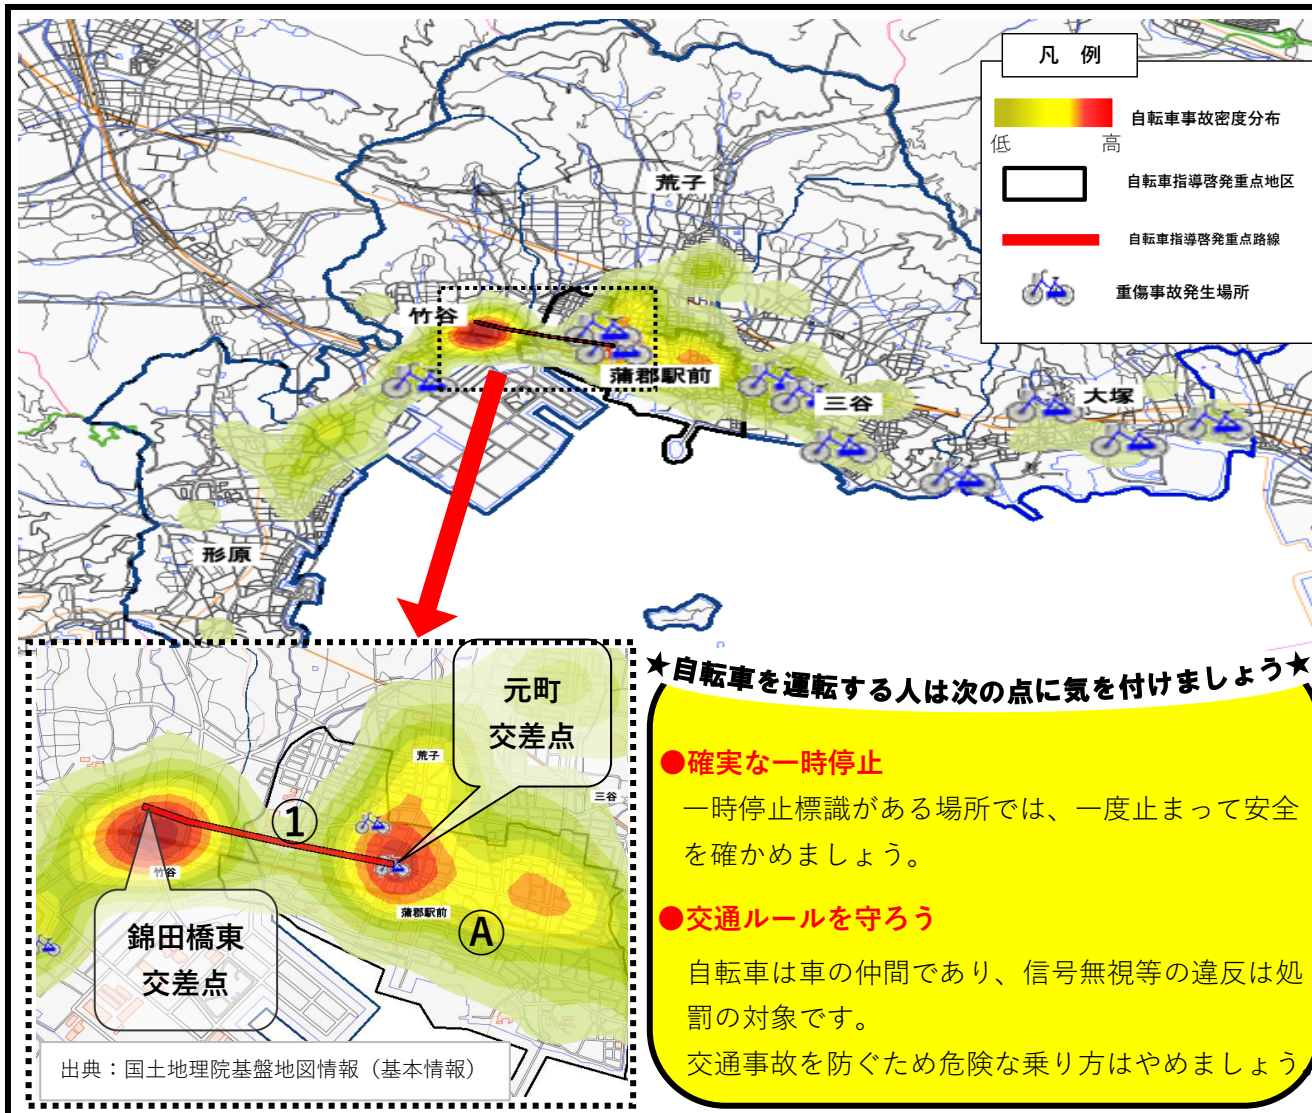 凡 例
自転車事故密度分布
低 高
自転車指導啓発重点地区
自転車指導啓発重点路線
重傷事故発生場所
荒子
竹谷
蒲郡駅前
三谷
大塚
形原
元町
交差点
荒子
三谷
①
竹谷
蒲郡駅前
Ⓐ
錦田橋東
交差点
出典：国土地理院基盤地図情報（基本情報）
★自転車を運転する人は次の点に気を付けましょう★
●確実な一時停止
一時停止標識がある場所では、一度止まって安全
を確かめましょう。
●交通ルールを守ろう
自転車は車の仲間であり、信号無視等の違反は処
罰の対象です。
交通事故を防ぐため危険な乗り方はやめましょう